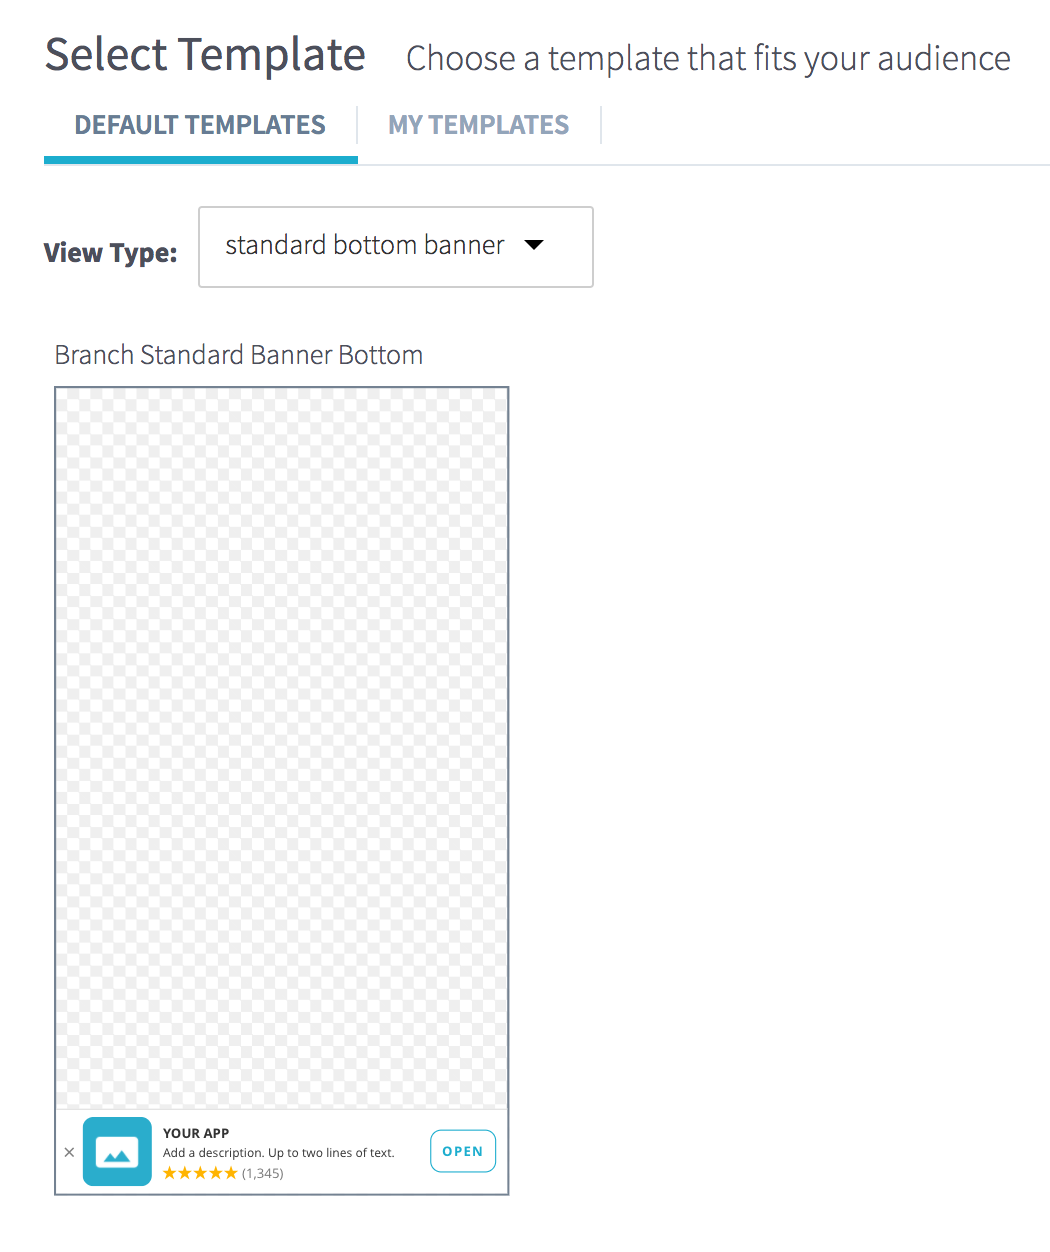 Select Template Choose a template that fits your audience
DEFAULT TEMPLATES MY TEMPLATES
View Type: standard bottom banner
Branch Standard Banner Bottom
YOUR APP
Add a description. Up to two lines of text.
★★★★★ (1,345)
OPEN